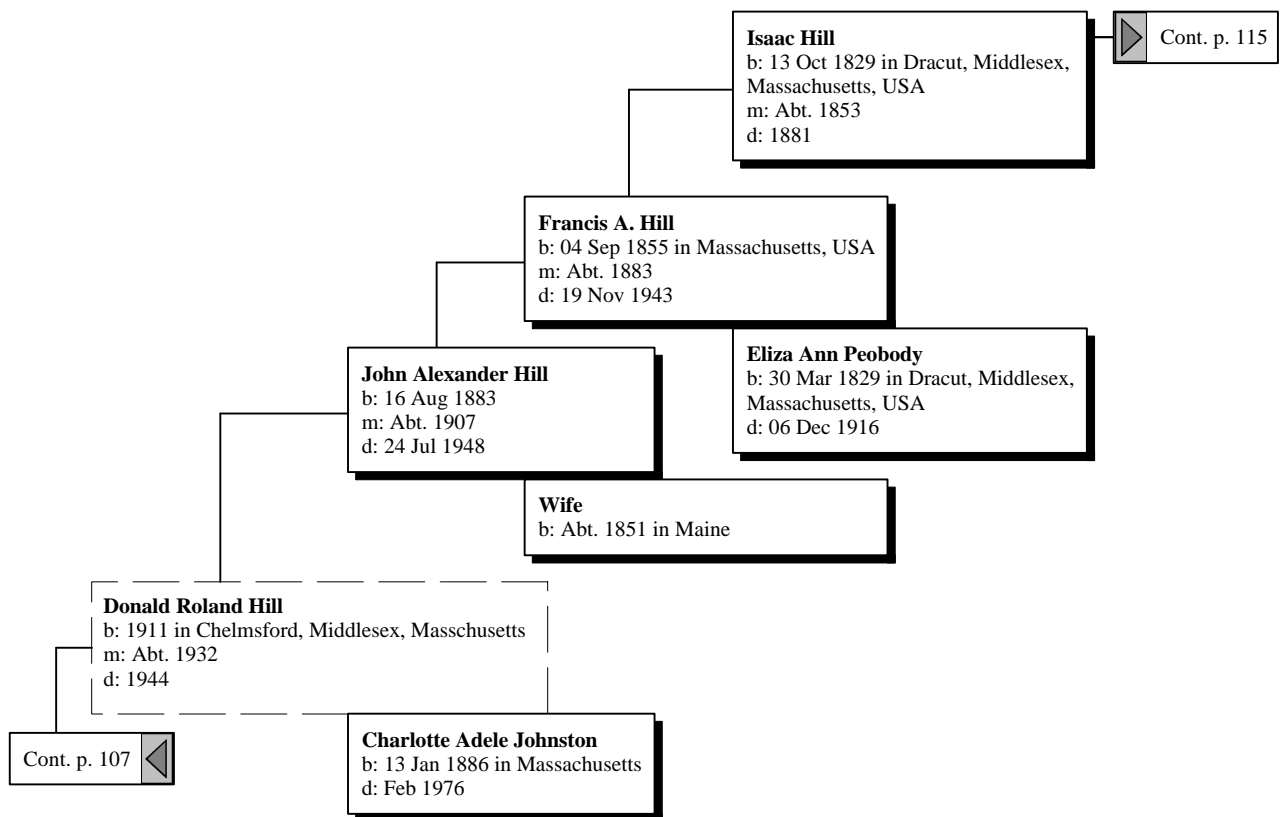 Isaac Hill
b: 13 Oct 1829 in Dracut, Middlesex,
Massachusetts, USA
m: Abt. 1853
d: 1881
Cont. p. 115
Francis A. Hill
b: 04 Sep 1855 in Massachusetts, USA
m: Abt. 1883
d: 19 Nov 1943
Eliza Ann Peobody
b: 30 Mar 1829 in Dracut, Middlesex,
Massachusetts, USA
d: 06 Dec 1916
John Alexander Hill
b: 16 Aug 1883
m: Abt. 1907
d: 24 Jul 1948
Wife
b: Abt. 1851 in Maine
Donald Roland Hill
b: 1911 in Chelmsford, Middlesex, Masschusetts
m: Abt. 1932
d: 1944
Cont. p. 107
Charlotte Adele Johnston
b: 13 Jan 1886 in Massachusetts
d: Feb 1976